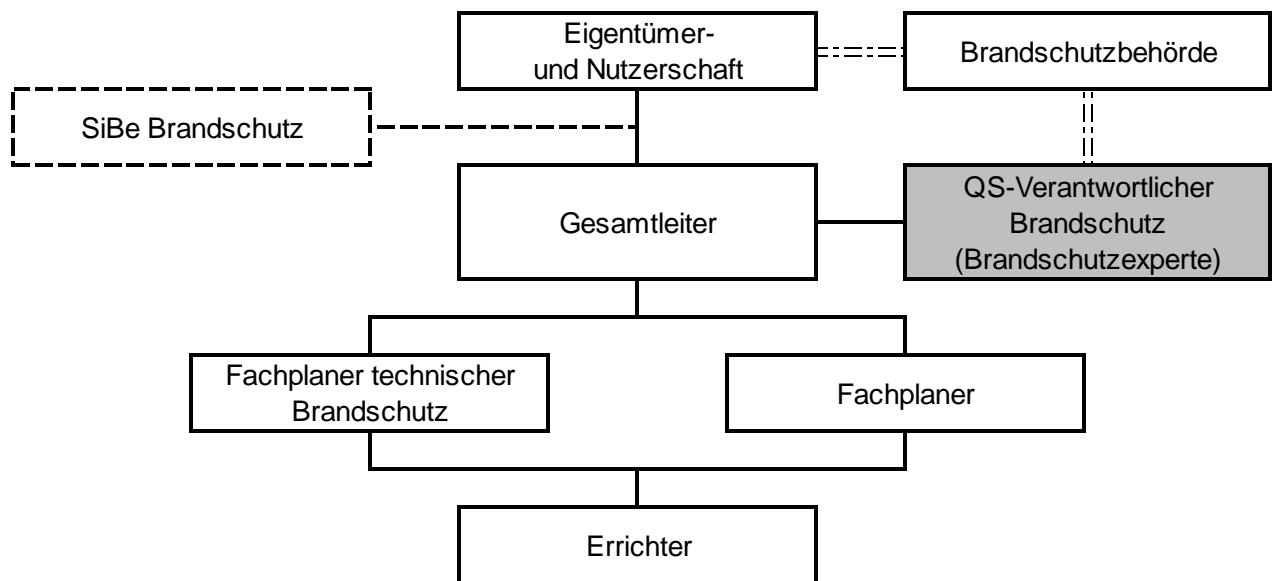 Eigentümer-
und Nutzerschaft
Brandschutzbehörde
SiBe Brandschutz
Gesamtleiter
QS-Verantwortlicher
Brandschutz
(Brandschutzexperte)
Fachplaner technischer
Brandschutz
Fachplaner
Errichter